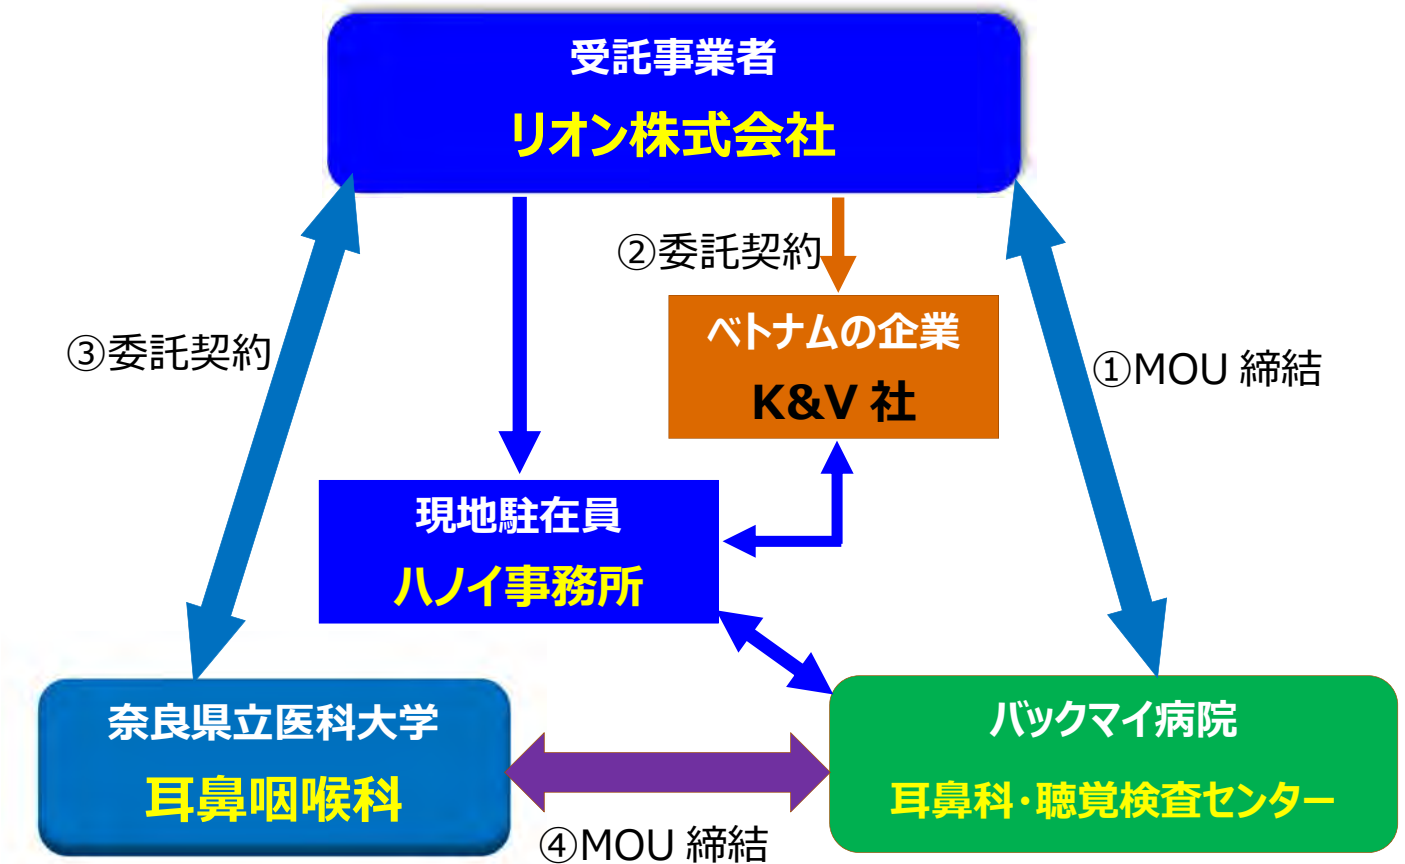 受託事業者
リオン株式会社
②委託契約
ベトナムの企業
K&V 社
③委託契約
①MOU 締結
現地駐在員
ハノイ事務所
奈良県立医科大学
耳鼻咽喉科
バックマイ病院
耳鼻科・聴覚検査センター
④MOU 締結